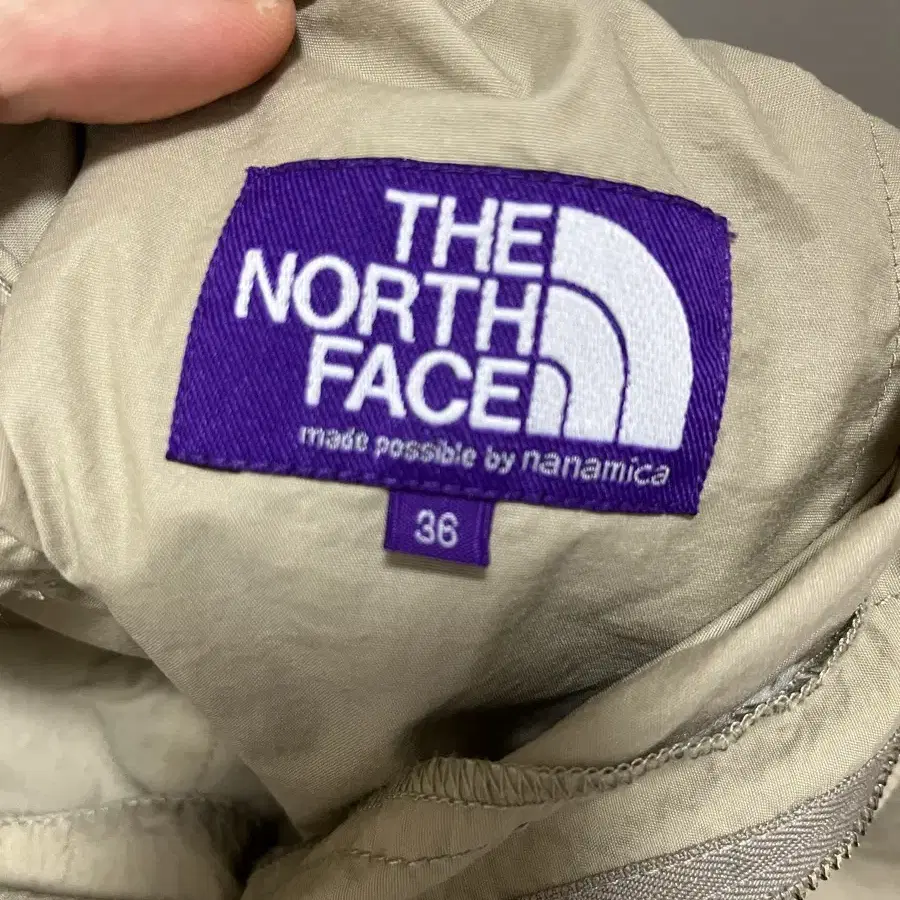 THE
NORTH
FACE
made possible by nanamica
36